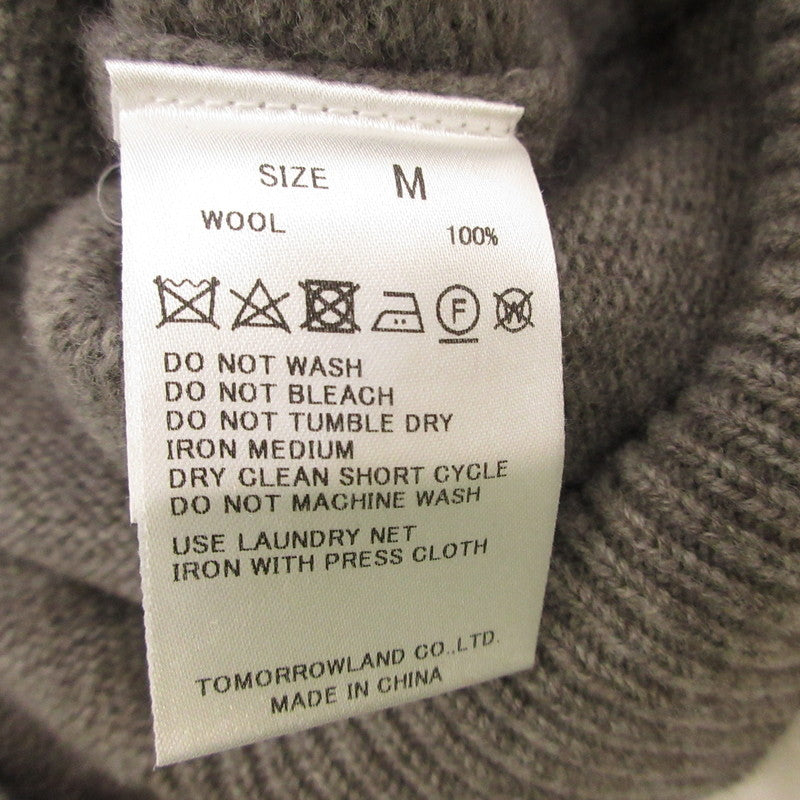 SIZE M
WOOL 100%
F W
DO NOT WASH
DO NOT BLEACH
DO NOT TUMBLE DRY
IRON MEDIUM
DRY CLEAN SHORT CYCLE
DO NOT MACHINE WASH
USE LAUNDRY NET
IRON WITH PRESS CLOTH
TOMORROWLAND CO.,LTD.
MADE IN CHINA